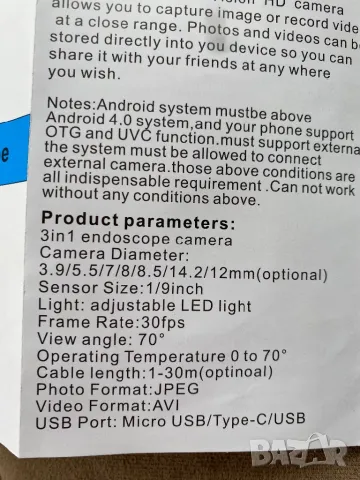 allows you to capture image or record vide
at a close range. Photos and videos can be
stored directly into you device so you can
share it with your friends at any where
you wish.
Notes:Android system mustbe above
Android 4.0 system,and your phone support
OTG and UVC function.must support externa
the system must be allowed to connect
external camera.those above conditions are
all indispensable requirement .Can not work
without any conditions above.
Product parameters:
3in1 endoscope camera
Camera Diameter:
3.9/5.5/7/8/8.5/14.2/12mm(optional)
Sensor Size:1/9inch
Light: adjustable LED light
Frame Rate:30fps
View angle: 70°
Operating Temperature 0 to 70°
Cable length:1-30m(optinoal)
Photo Format:JPEG
Video Format:AVI
USB Port: Micro USB/Type-C/USB
BAZAR.BG